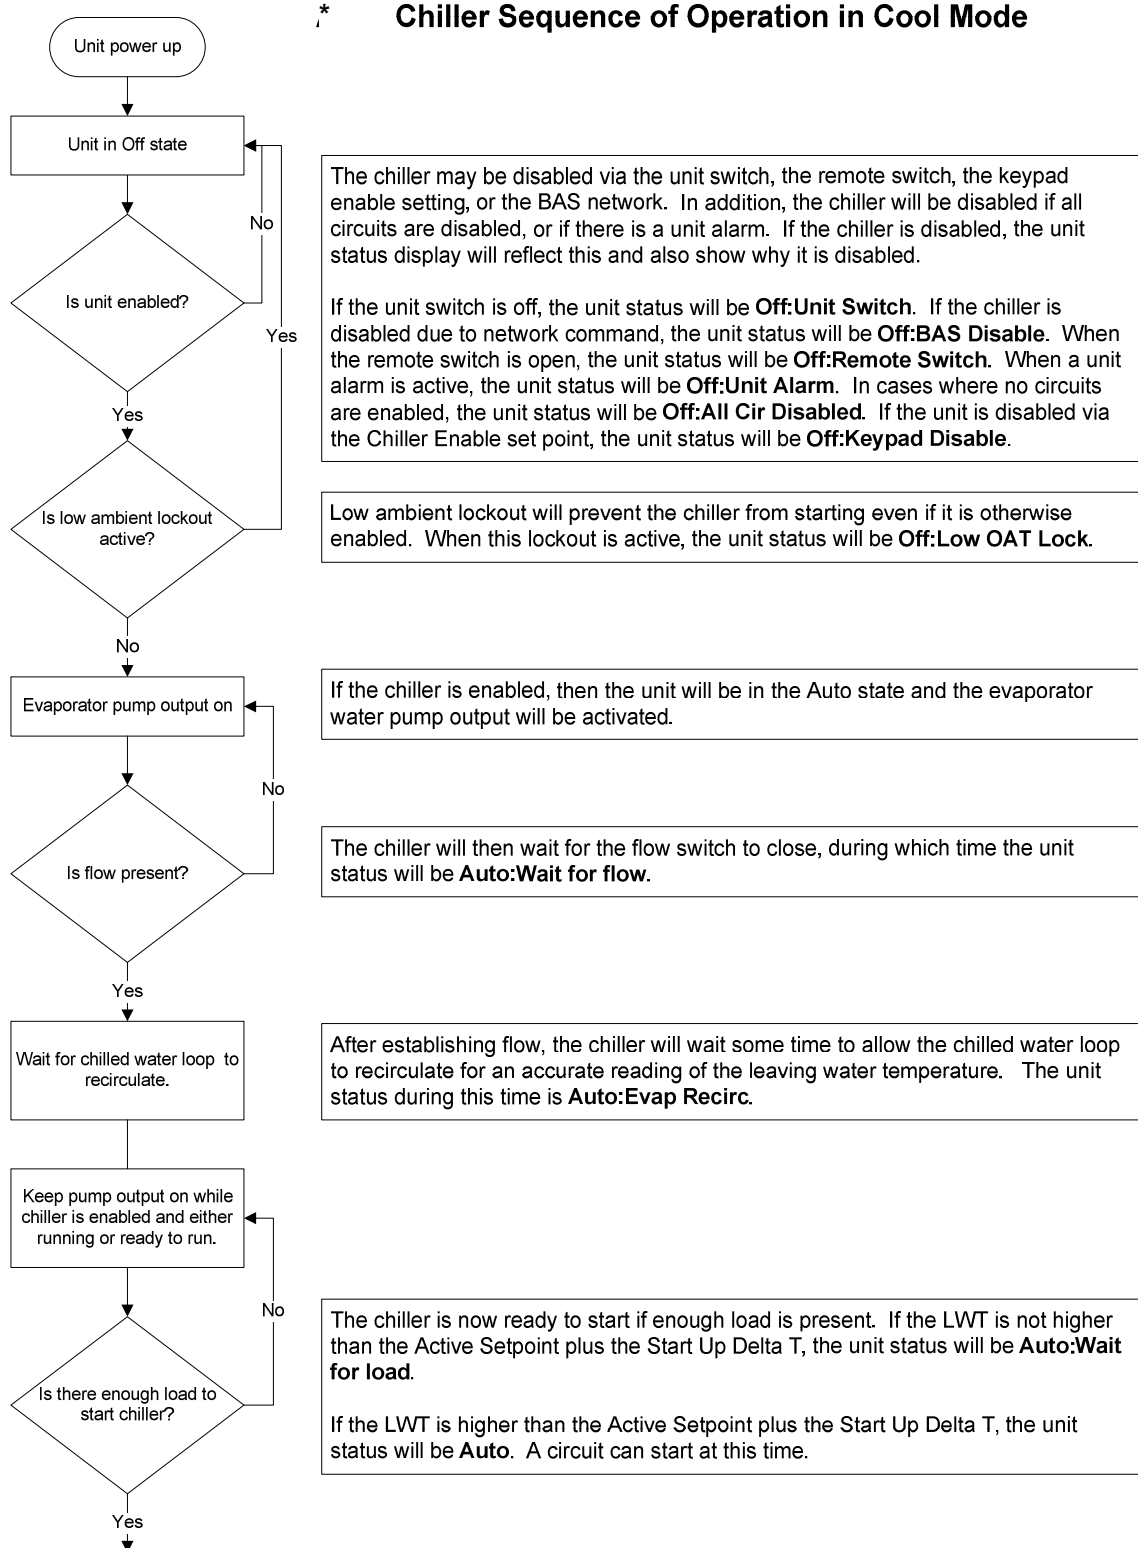 * Chiller Sequence of Operation in Cool Mode
Unit power up
Unit in Off state
No
Is unit enabled?
Yes
Yes
Is low ambient lockout
active?
No
Evaporator pump output on
No
Is flow present?
Yes
Wait for chilled water loop to
recirculate.
Keep pump output on while
chiller is enabled and either
running or ready to run.
No
Is there enough load to
start chiller?
Yes
The chiller may be disabled via the unit switch, the remote switch, the keypad
enable setting, or the BAS network. In addition, the chiller will be disabled if all
circuits are disabled, or if there is a unit alarm. If the chiller is disabled, the unit
status display will reflect this and also show why it is disabled.
If the unit switch is off, the unit status will be Off:Unit Switch. If the chiller is
disabled due to network command, the unit status will be Off:BAS Disable. When
the remote switch is open, the unit status will be Off:Remote Switch. When a unit
alarm is active, the unit status will be Off:Unit Alarm. In cases where no circuits
are enabled, the unit status will be Off:All Cir Disabled. If the unit is disabled via
the Chiller Enable set point, the unit status will be Off:Keypad Disable.
Low ambient lockout will prevent the chiller from starting even if it is otherwise
enabled. When this lockout is active, the unit status will be Off:Low OAT Lock.
If the chiller is enabled, then the unit will be in the Auto state and the evaporator
water pump output will be activated.
The chiller will then wait for the flow switch to close, during which time the unit
status will be Auto:Wait for flow.
After establishing flow, the chiller will wait some time to allow the chilled water loop
to recirculate for an accurate reading of the leaving water temperature. The unit
status during this time is Auto:Evap Recirc.
The chiller is now ready to start if enough load is present. If the LWT is not higher
than the Active Setpoint plus the Start Up Delta T, the unit status will be Auto:Wait
for load.
If the LWT is higher than the Active Setpoint plus the Start Up Delta T, the unit
status will be Auto. A circuit can start at this time.